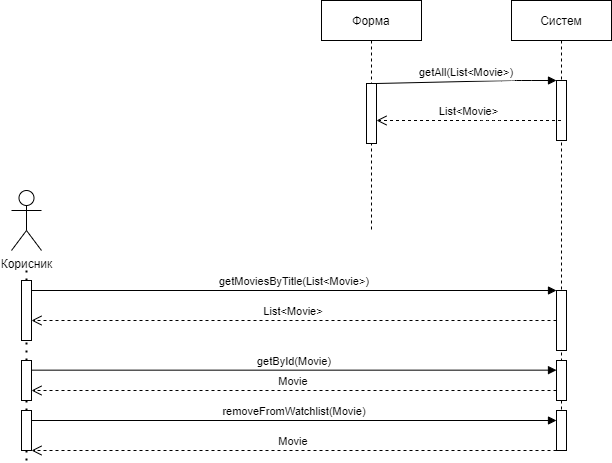 Форма
Систем
getAll(List<Movie>)
List<Movie>
Корисник
getMoviesByTitle(List<Movie>)
List<Movie>
getById(Movie)
Movie
removeFromWatchlist(Movie)
Movie